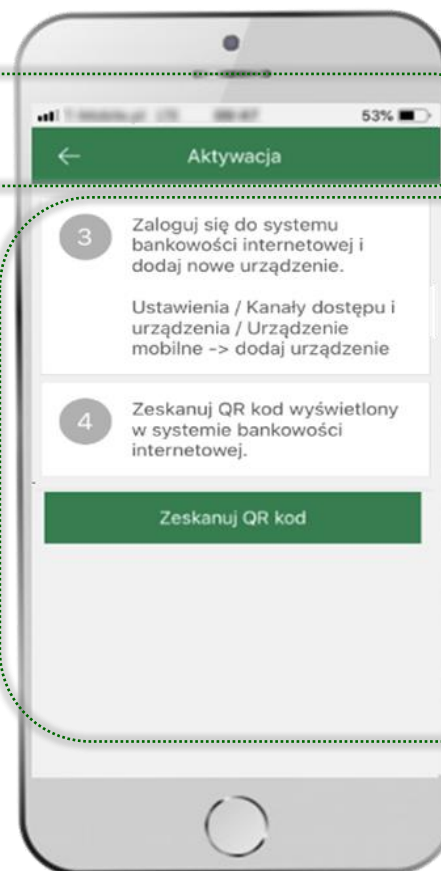 53%
Aktywacja
3
Zaloguj się do systemu
bankowości internetowej i
dodaj nowe urządzenie.
Ustawienia / Kanały dostępu i
urządzenia / Urządzenie
mobilne -> dodaj urządzenie
4
Zeskanuj QR kod wyświetlony
w systemie bankowości
internetowej.
Zeskanuj QR kod